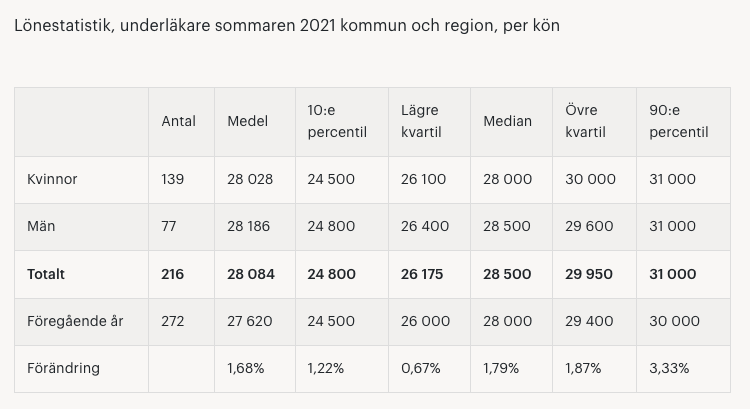 Lönestatistik, underläkare sommaren 2021 kommun och region, per kön
Antal Medel 10:e percentil Lägre kvartil Median Övre kvartil 90:e percentil
Kvinnor 139 28 028 24 500 26 100 28 000 30 000 31 000
Män 77 28 186 24 800 26 400 28 500 29 600 31 000
Totalt 216 28 084 24 800 26 175 28 500 29 950 31 000
Föregående år 272 27 620 24 500 26 000 28 000 29 400 30 000
Förändring 1,68% 1,22% 0,67% 1,79% 1,87% 3,33%